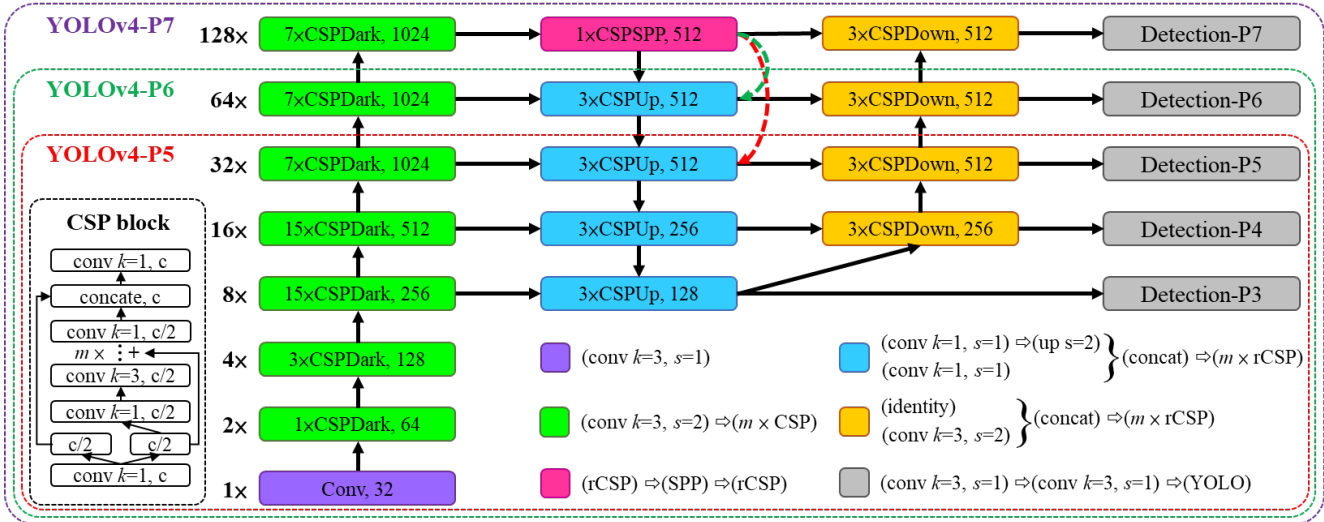 YOLOv4-P7
128× 7×CSPDark, 1024 1×CSPSPP, 512 3×CSPDown, 512 Detection-P7
YOLOv4-P6
64× 7×CSPDark, 1024 3×CSPUp, 512 3×CSPDown, 512 Detection-P6
YOLOv4-P5
32× 7×CSPDark, 1024 3×CSPUp, 512 3×CSPDown, 512 Detection-P5
16× 15×CSPDark, 512 3×CSPUp, 256 3×CSPDown, 256 Detection-P4
8× 15×CSPDark, 256 3×CSPUp, 128 Detection-P3
4× 3×CSPDark, 128
2× 1×CSPDark, 64
1× Conv, 32
CSP block
conv k=1, c
concate, c
conv k=1, c/2
m × ⋮ +
conv k=3, c/2
conv k=1, c/2
c/2 c/2
conv k=1, c
(conv k=3, s=1)
(conv k=3, s=2) ⇨(m × CSP)
(rCSP) ⇨(SPP) ⇨(rCSP)
(conv k=1, s=1) ⇨(up s=2)
(conv k=1, s=1)
} (concat) ⇨(m × rCSP)
(identity)
(conv k=3, s=2)
} (concat) ⇨(m × rCSP)
(conv k=3, s=1) ⇨(conv k=3, s=1) ⇨(YOLO)